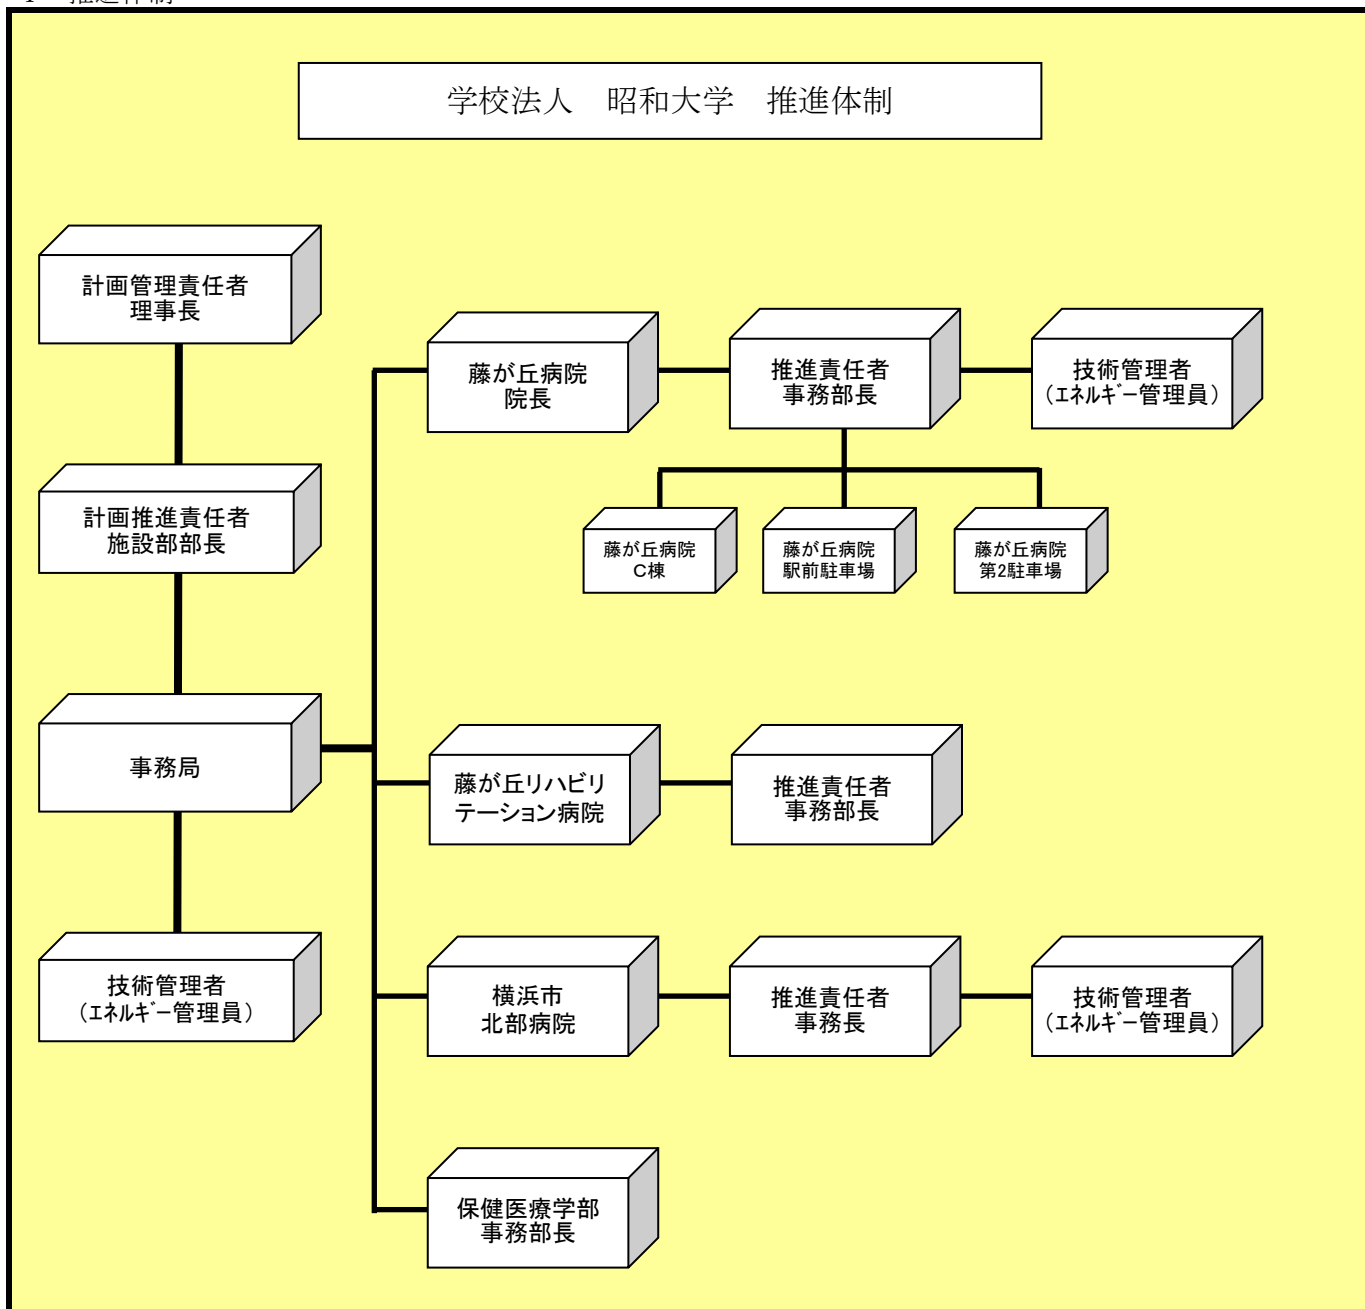 推進体制
学校法人　昭和大学　推進体制
計画管理責任者
理事長
計画推進責任者
施設部部長
事務局
技術管理者
（ｴﾈﾙｷﾞｰ管理員）
藤が丘病院
院長
推進責任者
事務部長
技術管理者
（ｴﾈﾙｷﾞｰ管理員）
藤が丘病院
C棟
藤が丘病院
駅前駐車場
藤が丘病院
第2駐車場
藤が丘リハビリ
テーション病院
推進責任者
事務部長
横浜市
北部病院
推進責任者
事務長
技術管理者
（ｴﾈﾙｷﾞｰ管理員）
保健医療学部
事務部長